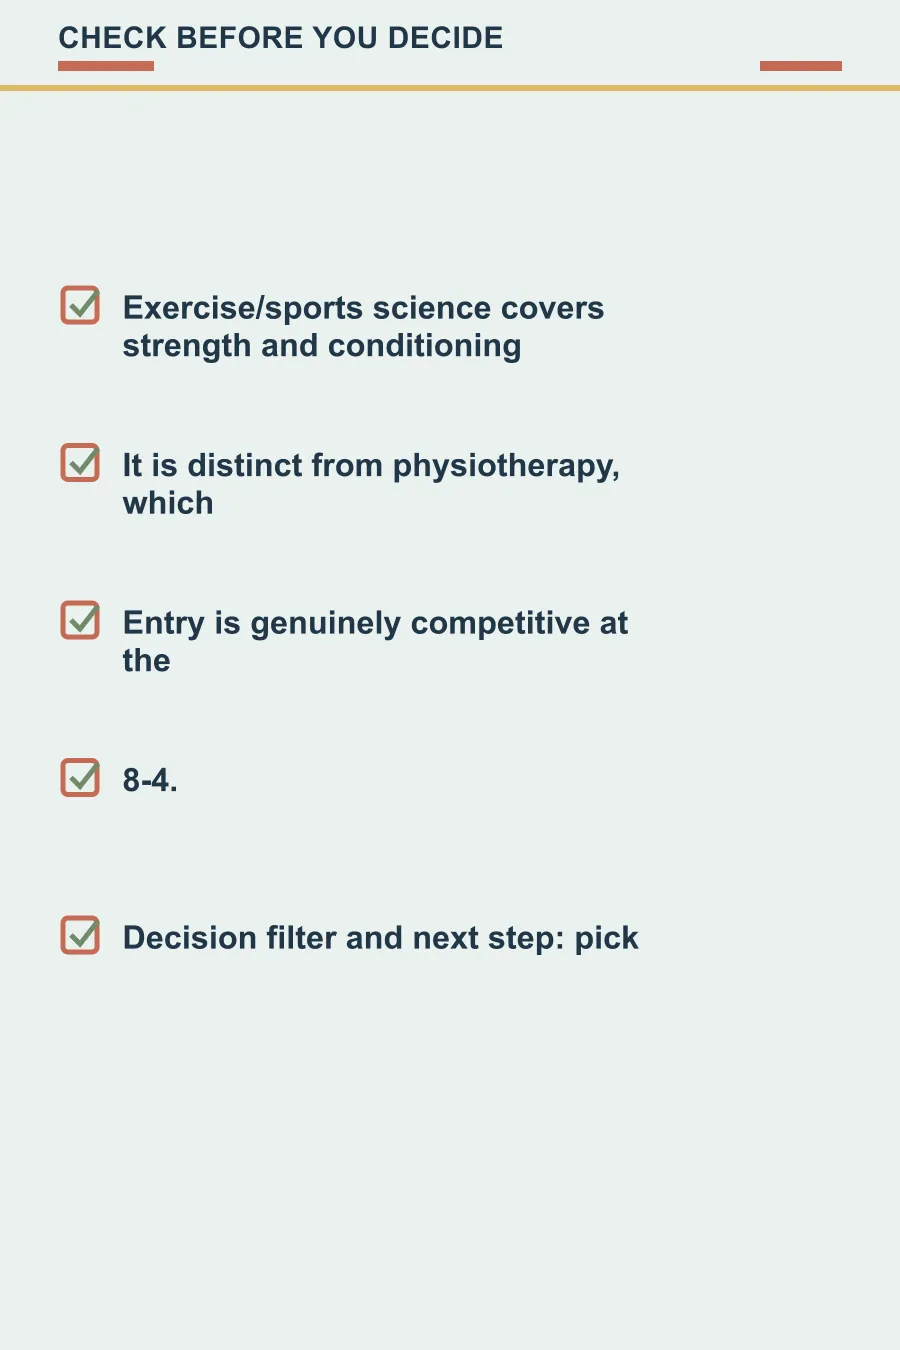 CHECK BEFORE YOU DECIDE
Exercise/sports science covers
strength and conditioning
It is distinct from physiotherapy,
which
Entry is genuinely competitive at
the
8-4.
Decision filter and next step: pick